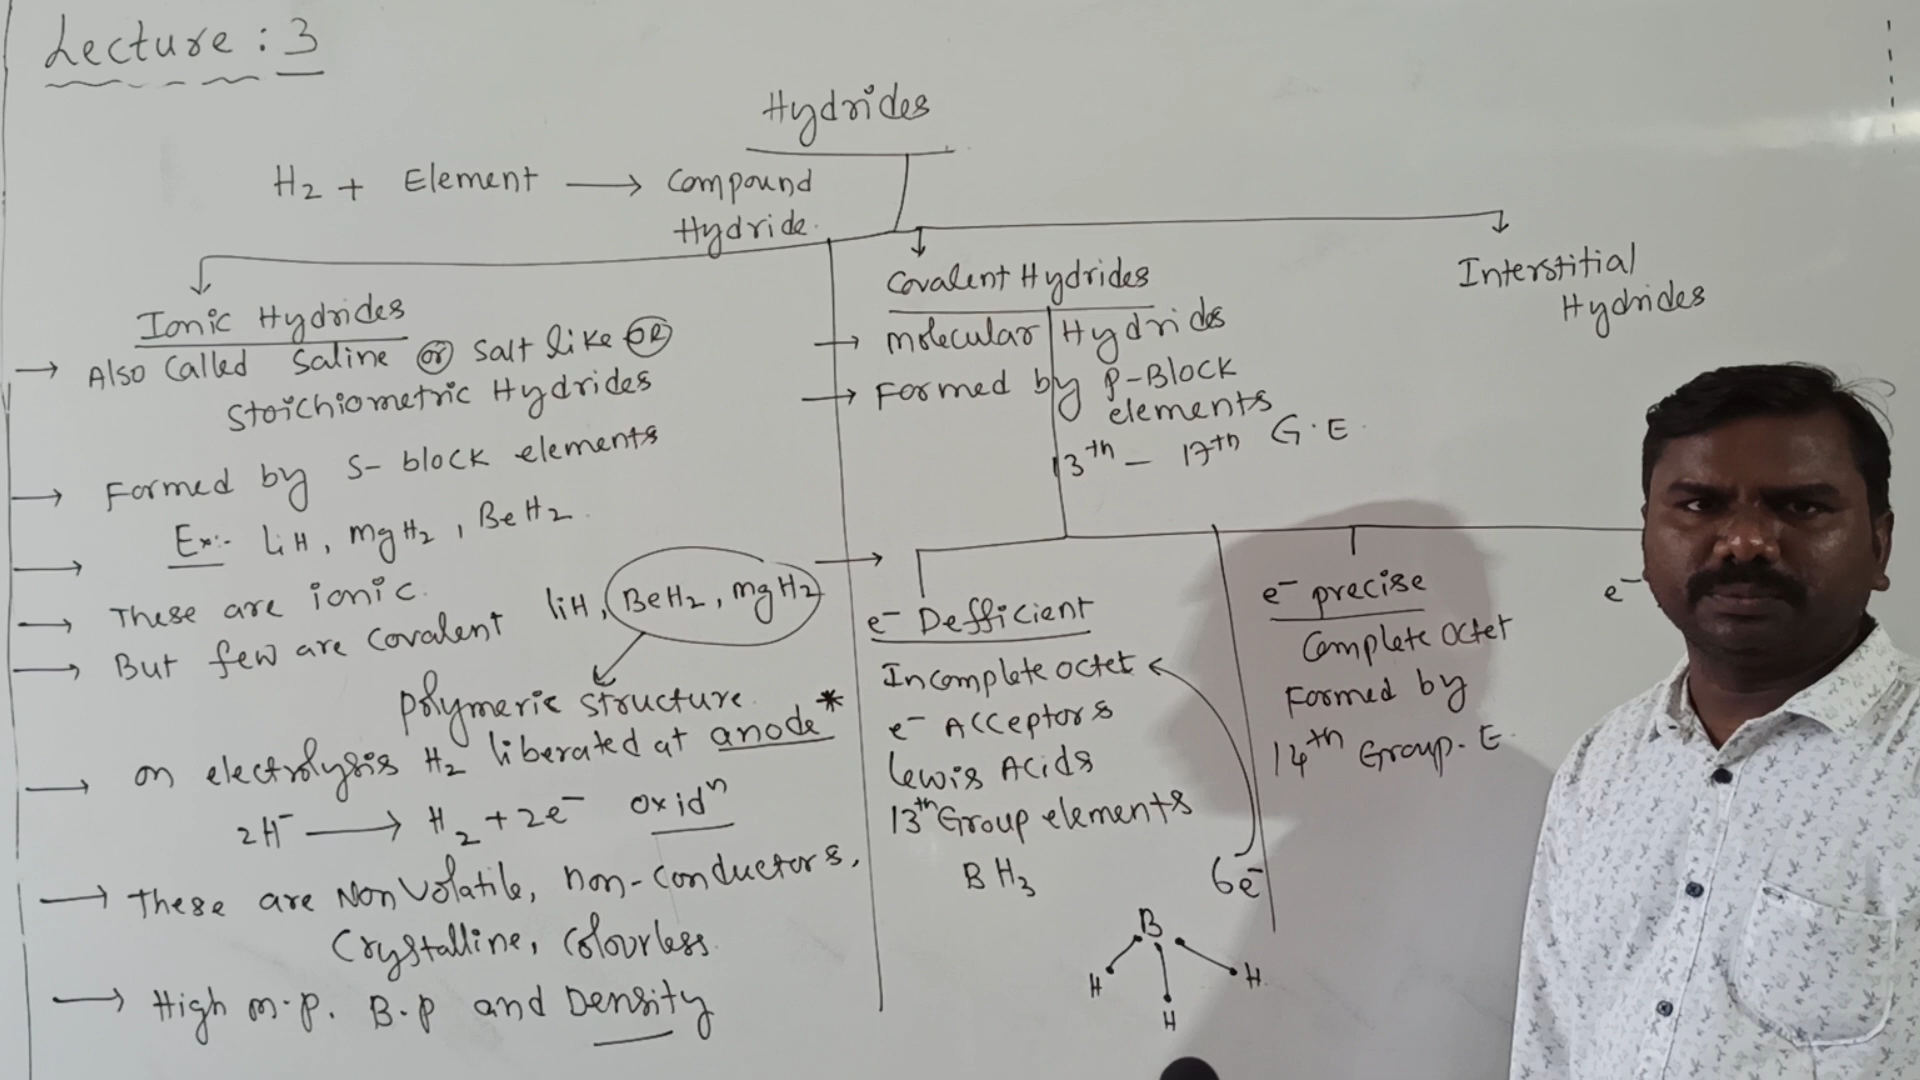 Lecture : 3
Hydrides
H2 + Element → Compound
Hydride.
Ionic Hydrides
→ Also Called Saline or Salt like or
Stoichiometric Hydrides
→ Formed by S-block elements
→ Ex:- LiH, MgH2, BeH2.
→ These are ionic.
→ But few are covalent LiH, BeH2, MgH2
Polymeric structure
→ on electrolysis H2 liberated at anode*
2H⁻ → H2 + 2e⁻ oxidⁿ
→ These are Non Volatile, non-conductors,
Crystalline, Colourless.
→ High m.p. B.p and Density
Covalent Hydrides
→ molecular Hydrides
→ Formed by P-Block
elements
13th – 17th G.E.
→
e⁻ Defficient
Incomplete octet
e⁻ Acceptors
Lewis Acids
13th Group elements
BH3
6e⁻
B
H
H
H
e⁻ precise
Complete octet
Formed by
14th Group. E.
e⁻
Interstitial
Hydrides